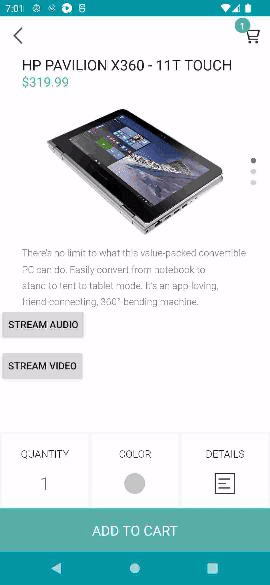 7:01
1
HP PAVILION X360 - 11T TOUCH
$319.99
There's no limit to what this value-packed convertible
PC can do. Easily convert from notebook to
stand to tent to tablet mode. It's an app-loving,
friend-connecting, 360°-bending machine.
STREAM AUDIO
STREAM VIDEO
QUANTITY COLOR DETAILS
1
ADD TO CART